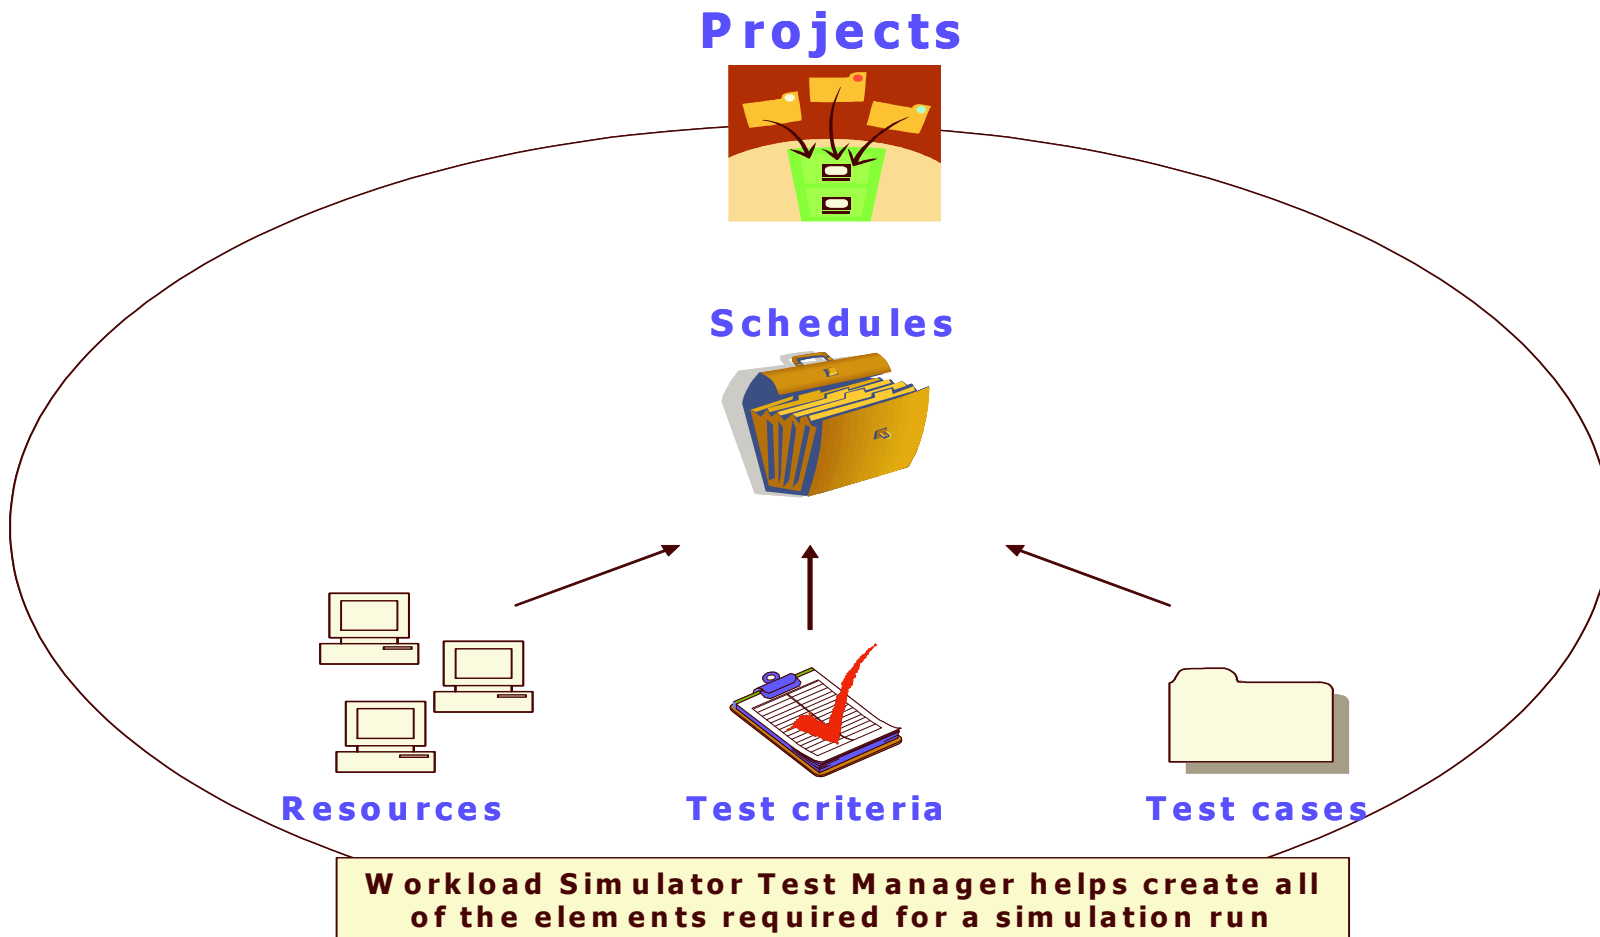 Projects
Schedules
Resources
Test criteria
Test cases
Workload Simulator Test Manager helps create all
of the elements required for a simulation run